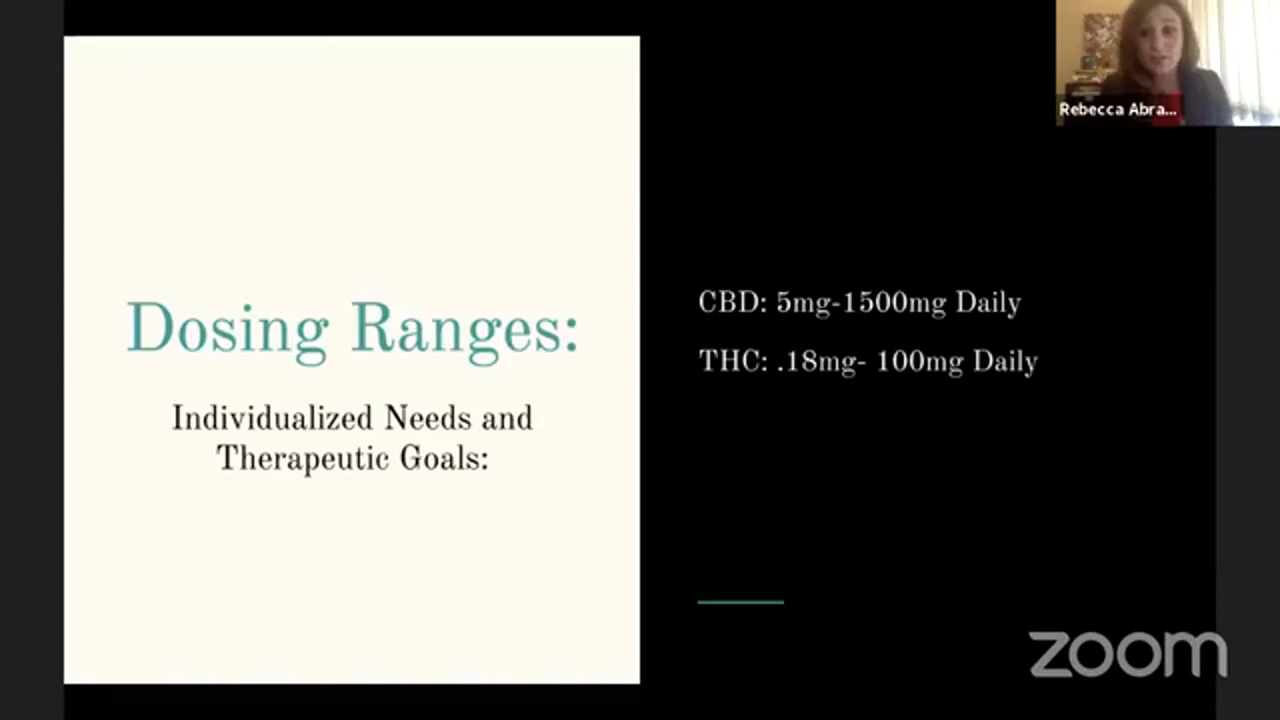 Rebecca Abra...
Dosing Ranges:
Individualized Needs and
Therapeutic Goals:
CBD: 5mg-1500mg Daily
THC: .18mg- 100mg Daily
zoom